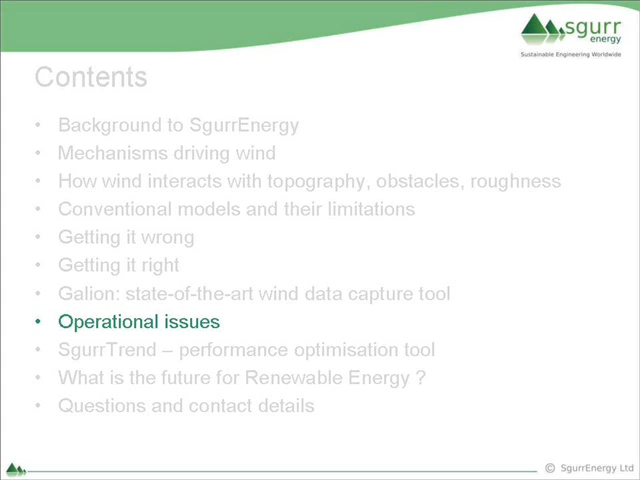 sgurr
energy
Sustainable Engineering Worldwide
Contents
• Background to SgurrEnergy
• Mechanisms driving wind
• How wind interacts with topography, obstacles, roughness
• Conventional models and their limitations
• Getting it wrong
• Getting it right
• Galion: state-of-the-art wind data capture tool
• Operational issues
• SgurrTrend – performance optimisation tool
• What is the future for Renewable Energy ?
• Questions and contact details
© SgurrEnergy Ltd